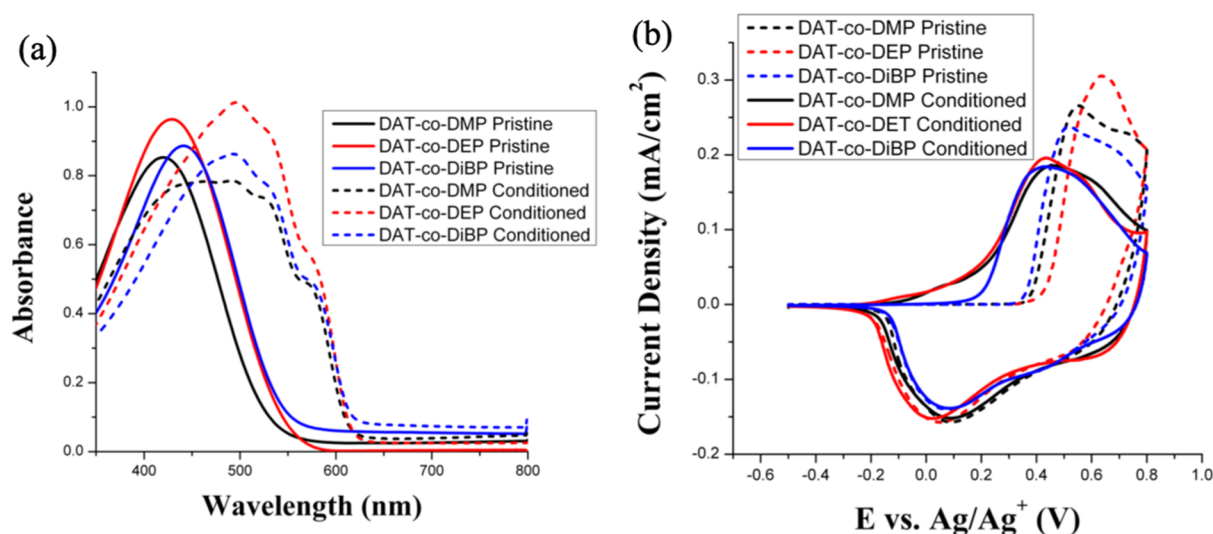 (a)
Absorbance
1.0
0.8
0.6
0.4
0.2
0.0
DAT-co-DMP Pristine
DAT-co-DEP Pristine
DAT-co-DiBP Pristine
DAT-co-DMP Conditioned
DAT-co-DEP Conditioned
DAT-co-DiBP Conditioned
400
500
600
700
800
Wavelength (nm)
(b)
Current Density (mA/cm²)
0.3
0.2
0.1
0.0
-0.1
-0.2
DAT-co-DMP Pristine
DAT-co-DEP Pristine
DAT-co-DiBP Pristine
DAT-co-DMP Conditioned
DAT-co-DET Conditioned
DAT-co-DiBP Conditioned
-0.6
-0.4
-0.2
0.0
0.2
0.4
0.6
0.8
1.0
E vs. Ag/Ag⁺ (V)